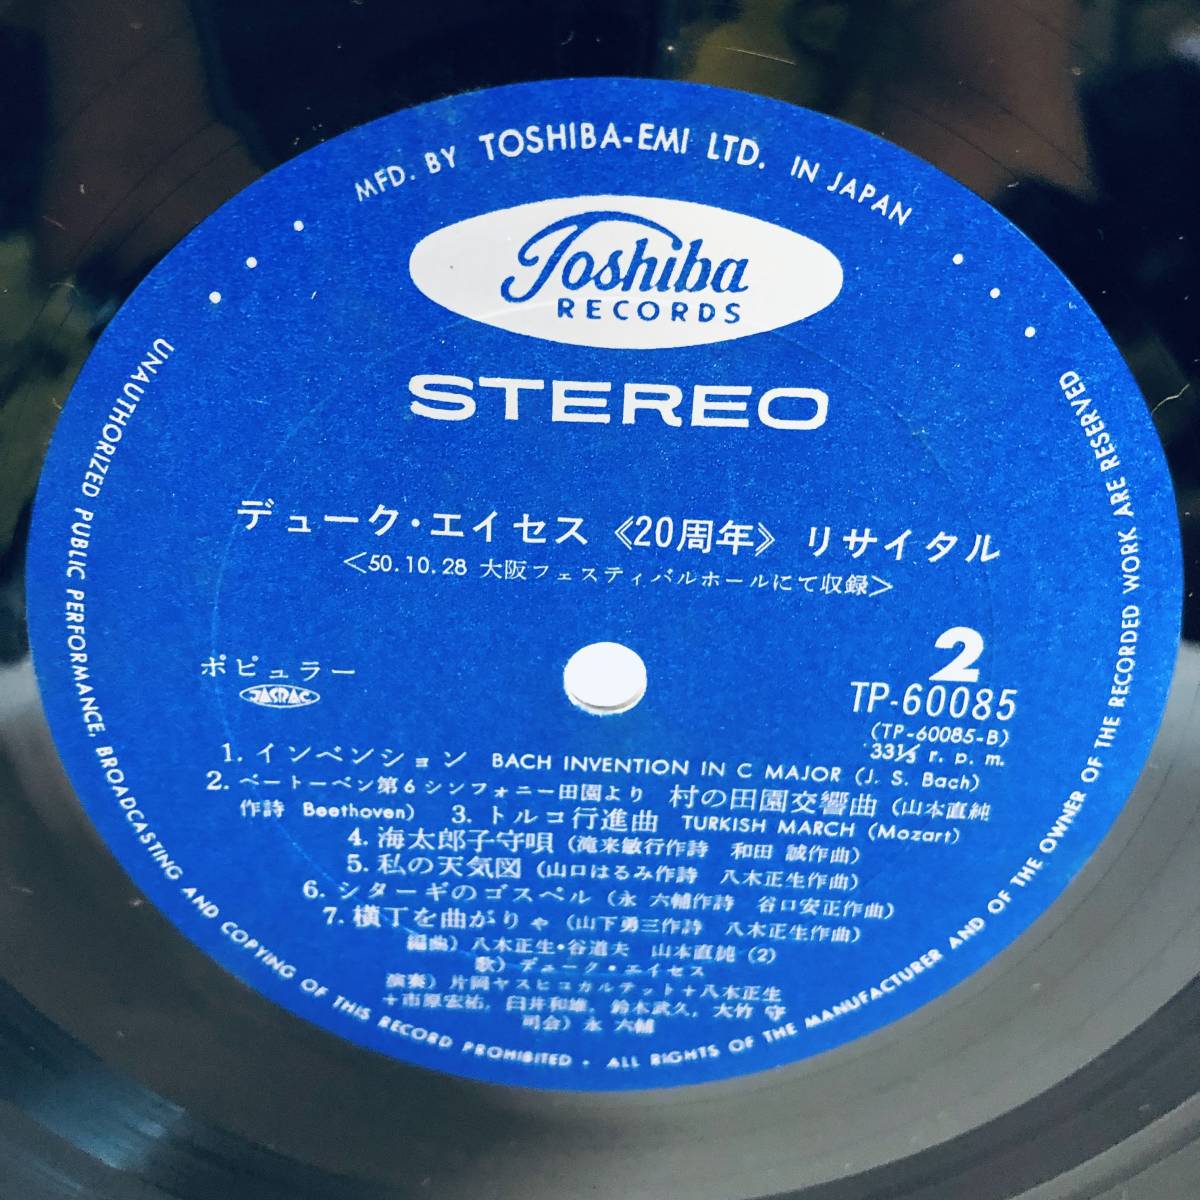 MFD. BY TOSHIBA-EMI LTD. IN JAPAN
Toshiba
RECORDS
STEREO
デューク・エイセス《20周年》リサイタル
<50.10.28 大阪フェスティバルホールにて収録>
ポピュラー
JASRAC
2
TP-60085
(TP-60085-B)
33⅓ r. p. m.
1. インベンション BACH INVENTION IN C MAJOR (J. S. Bach)
2. ベートーベン第6シンフォニー田園より 村の田園交響曲 (山本直純
作詩 Beethoven) 3. トルコ行進曲 TURKISH MARCH (Mozart)
4. 海太郎子守唄 (滝来敏行作詩 和田 誠作曲)
5. 私の天気図 (山口はるみ作詩 八木正生作曲)
6. シターギのゴスペル (永 六輔作詩 谷口安正作曲)
7. 横丁を曲がりゃ (山下勇三作詩 八木正生作曲)
編曲) 八木正生・谷道夫 山本直純 (2)
歌) デューク・エイセス
演奏) 片岡ヤスヒコカルテット+八木正生
+市原宏祐, 臼井和雄, 鈴木武久, 大竹 守
司会) 永 六輔
UNAUTHORIZED PUBLIC PERFORMANCE, BROADCASTING AND COPYING OF THIS RECORD PROHIBITED · ALL RIGHTS OF THE MANUFACTURER AND OF THE OWNER OF THE RECORDED WORK ARE RESERVED